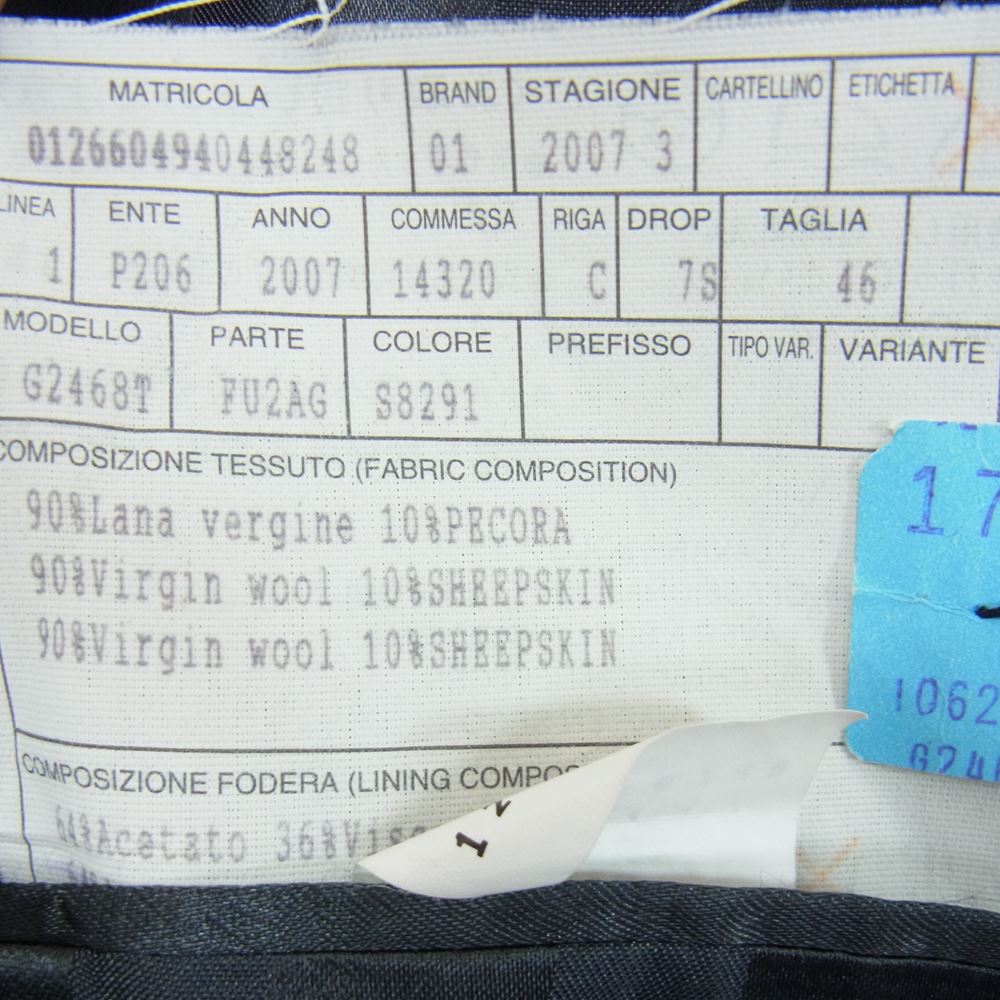 MATRICOLA BRAND STAGIONE CARTELLINO ETICHETTA
0126604940448248 01 2007 3
LINEA ENTE ANNO COMMESSA RIGA DROP TAGLIA
1 P206 2007 14320 C 7S 46
MODELLO PARTE COLORE PREFISSO TIPO VAR. VARIANTE
G2468T FU2AG S8291
COMPOSIZIONE TESSUTO (FABRIC COMPOSITION)
90%Lana vergine 10%PECORA
90%Virgin wool 10%SHEEPSKIN
90%Virgin wool 10%SHEEPSKIN
COMPOSIZIONE FODERA (LINING COMPO
64%Acetato 36%Vis
1
17
1062
G24